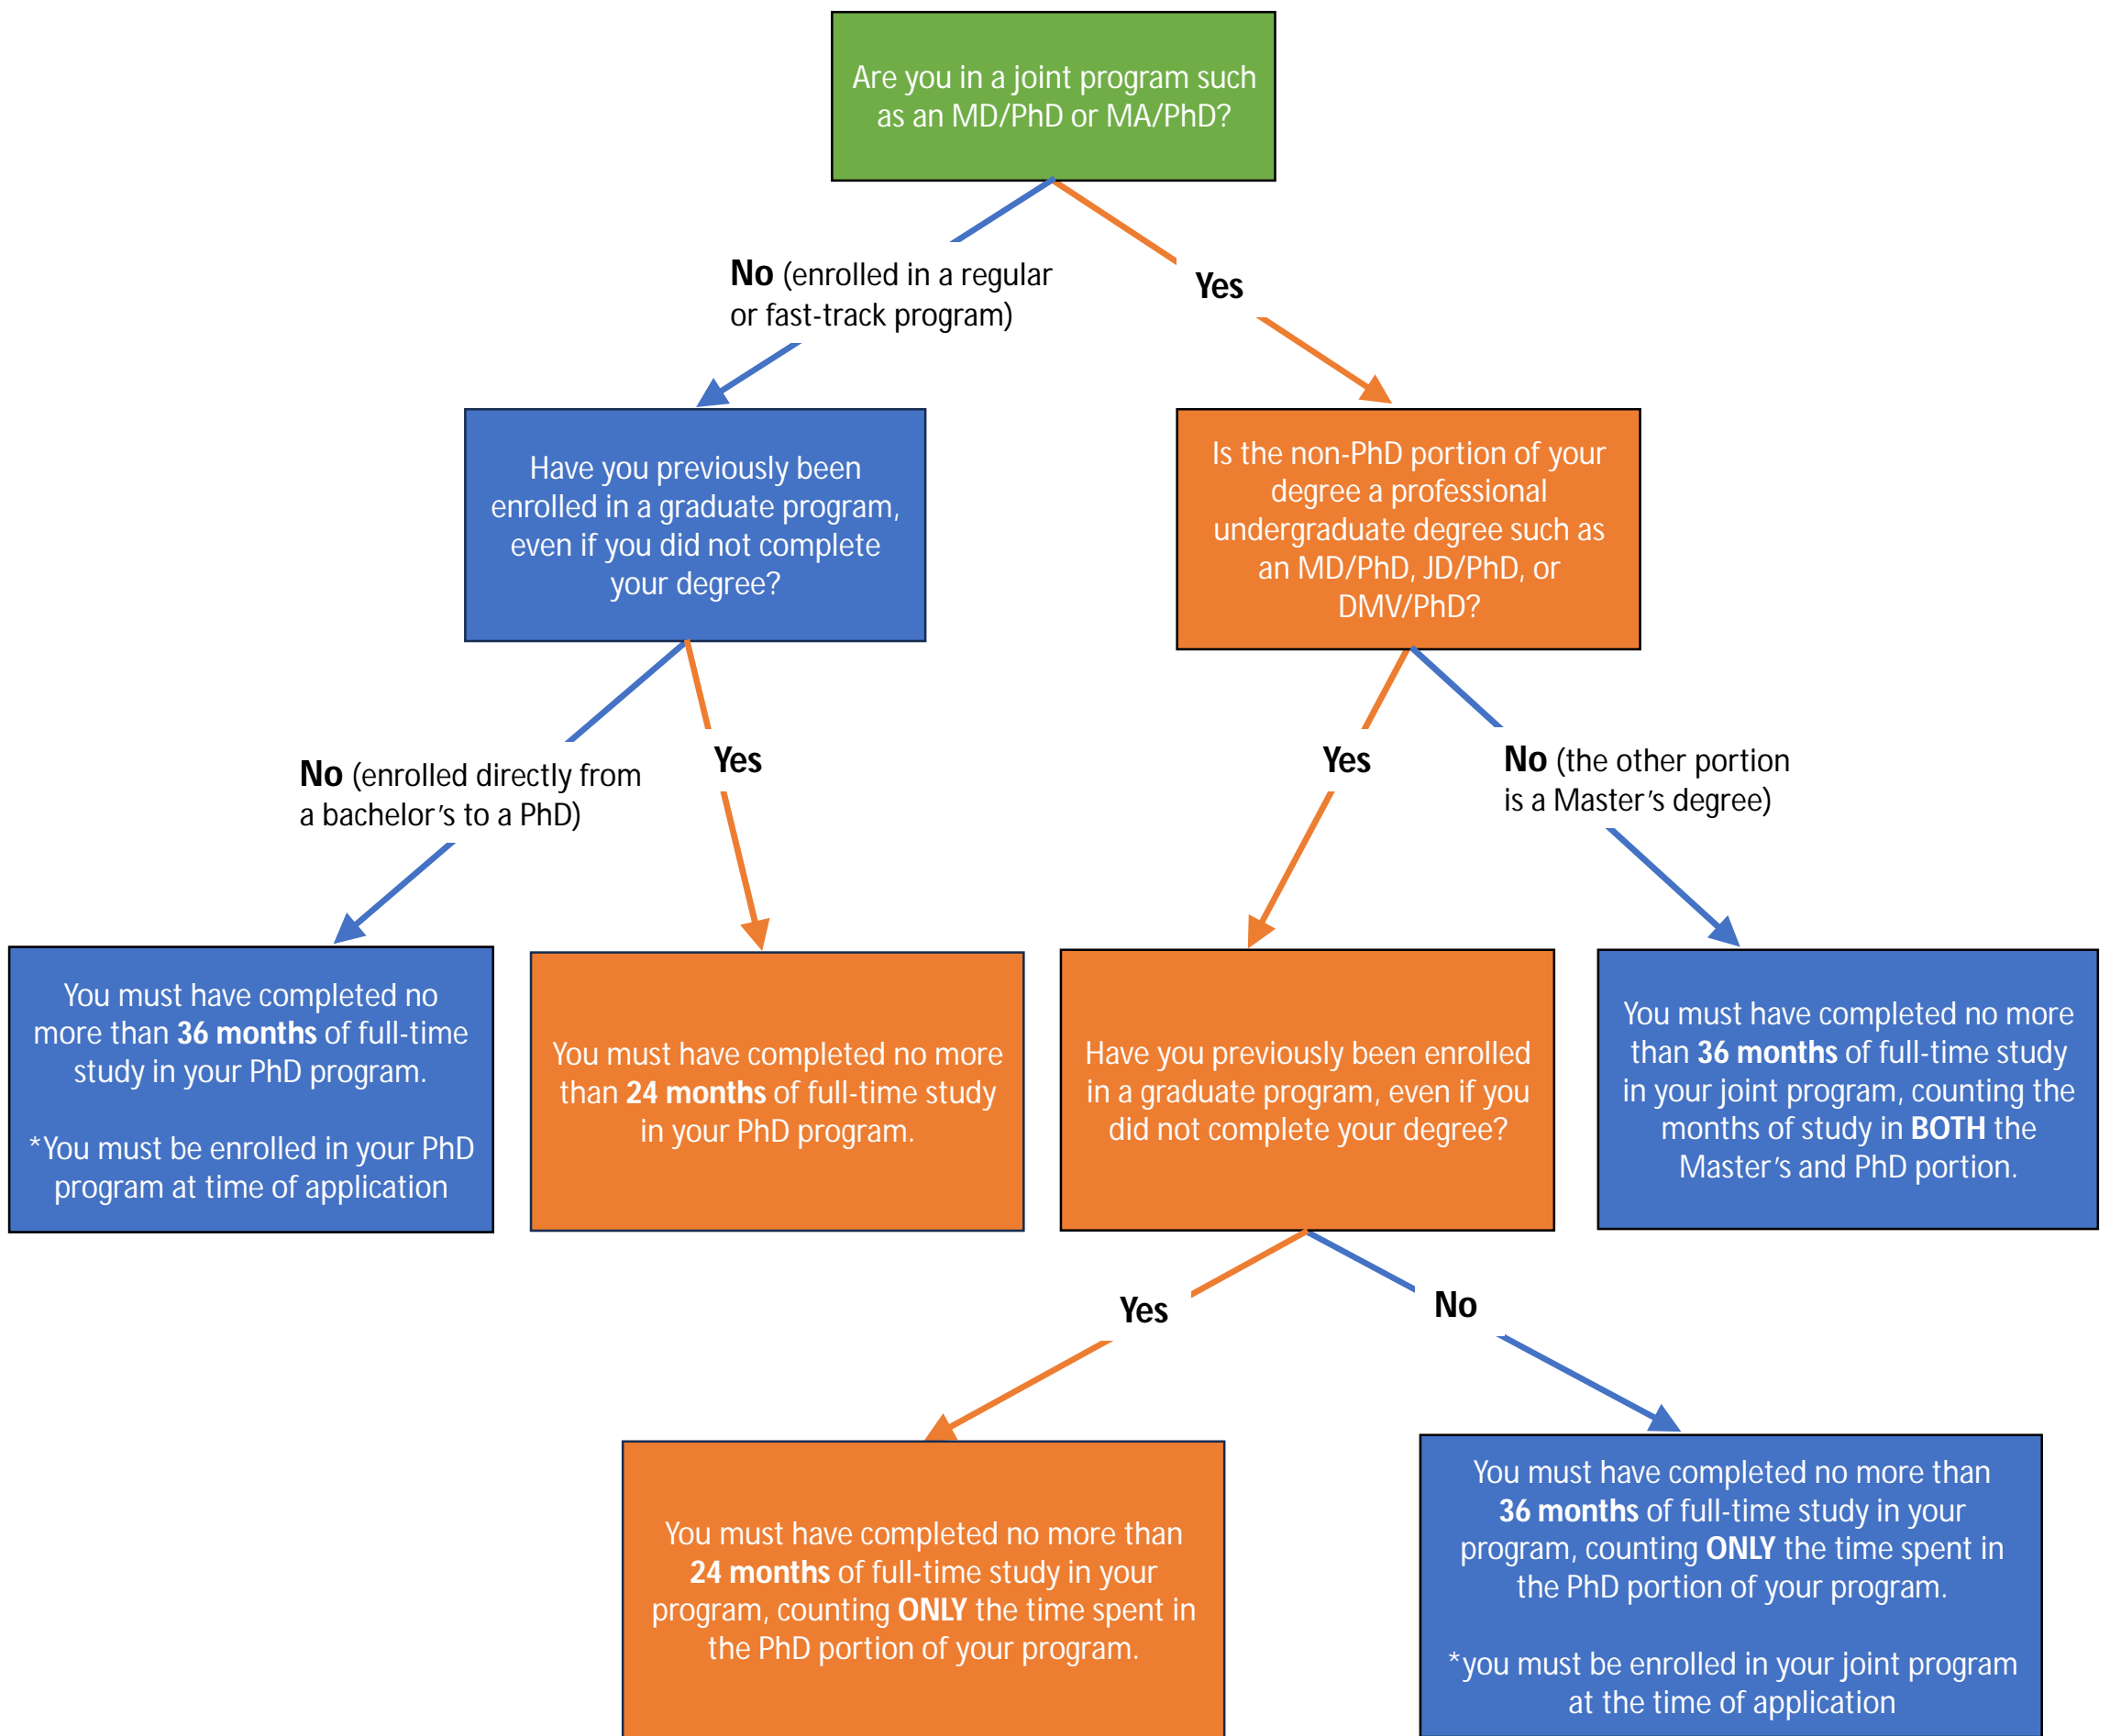 Are you in a joint program such
as an MD/PhD or MA/PhD?
No (enrolled in a regular
or fast-track program)
Yes
Have you previously been
enrolled in a graduate program,
even if you did not complete
your degree?
Is the non-PhD portion of your
degree a professional
undergraduate degree such as
an MD/PhD, JD/PhD, or
DMV/PhD?
No (enrolled directly from
a bachelor’s to a PhD)
Yes
Yes
No (the other portion
is a Master’s degree)
You must have completed no
more than 36 months of full-time
study in your PhD program.
*You must be enrolled in your PhD
program at time of application
You must have completed no more
than 24 months of full-time study
in your PhD program.
Have you previously been enrolled
in a graduate program, even if you
did not complete your degree?
You must have completed no more
than 36 months of full-time study
in your joint program, counting the
months of study in BOTH the
Master’s and PhD portion.
Yes
No
You must have completed no more than
24 months of full-time study in your
program, counting ONLY the time spent in
the PhD portion of your program.
You must have completed no more than
36 months of full-time study in your
program, counting ONLY the time spent in
the PhD portion of your program.
*you must be enrolled in your joint program
at the time of application